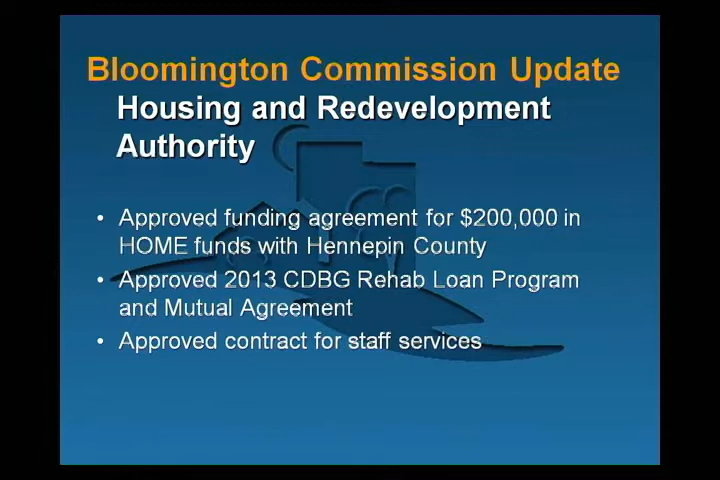 Bloomington Commission Update
Housing and Redevelopment
Authority
• Approved funding agreement for $200,000 in
HOME funds with Hennepin County
• Approved 2013 CDBG Rehab Loan Program
and Mutual Agreement
• Approved contract for staff services